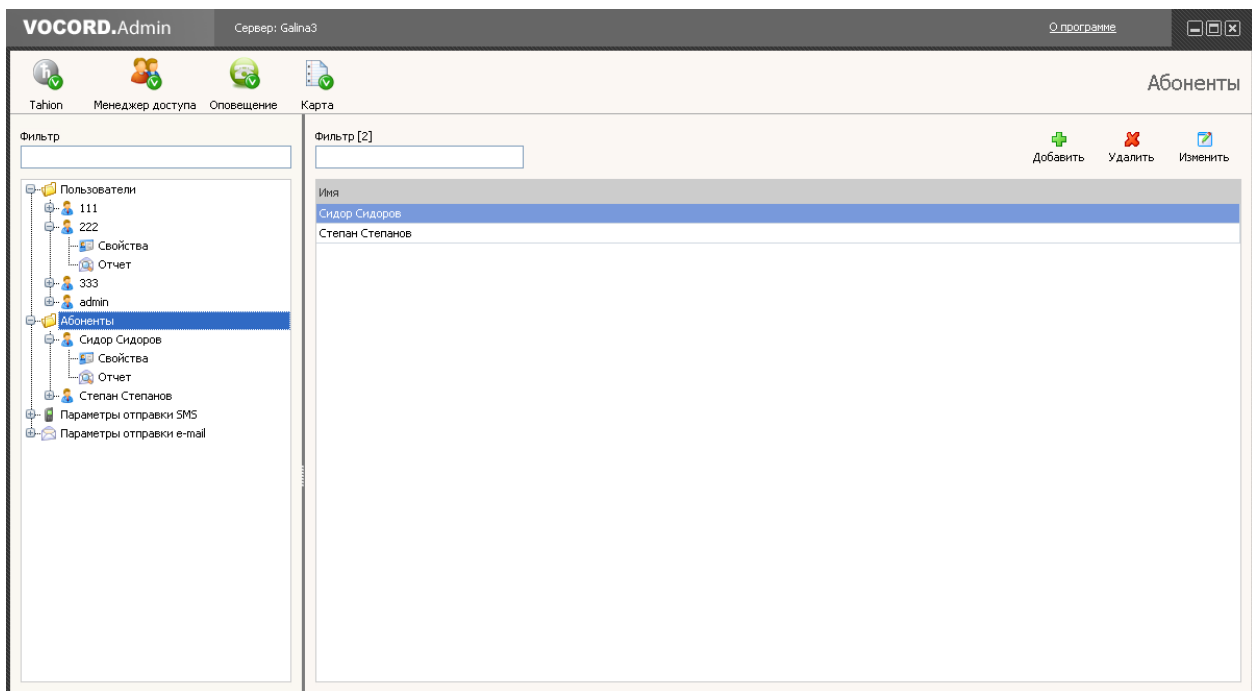 VOCORD.Admin Сервер: Galina3 О программе
Tahion Менеджер доступа Оповещение Карта
Абоненты
Фильтр
Фильтр [2]
Добавить Удалить Изменить
Пользователи
111
222
Свойства
Отчет
333
admin
Абоненты
Сидор Сидоров
Свойства
Отчет
Степан Степанов
Параметры отправки SMS
Параметры отправки e-mail
Имя
Сидор Сидоров
Степан Степанов